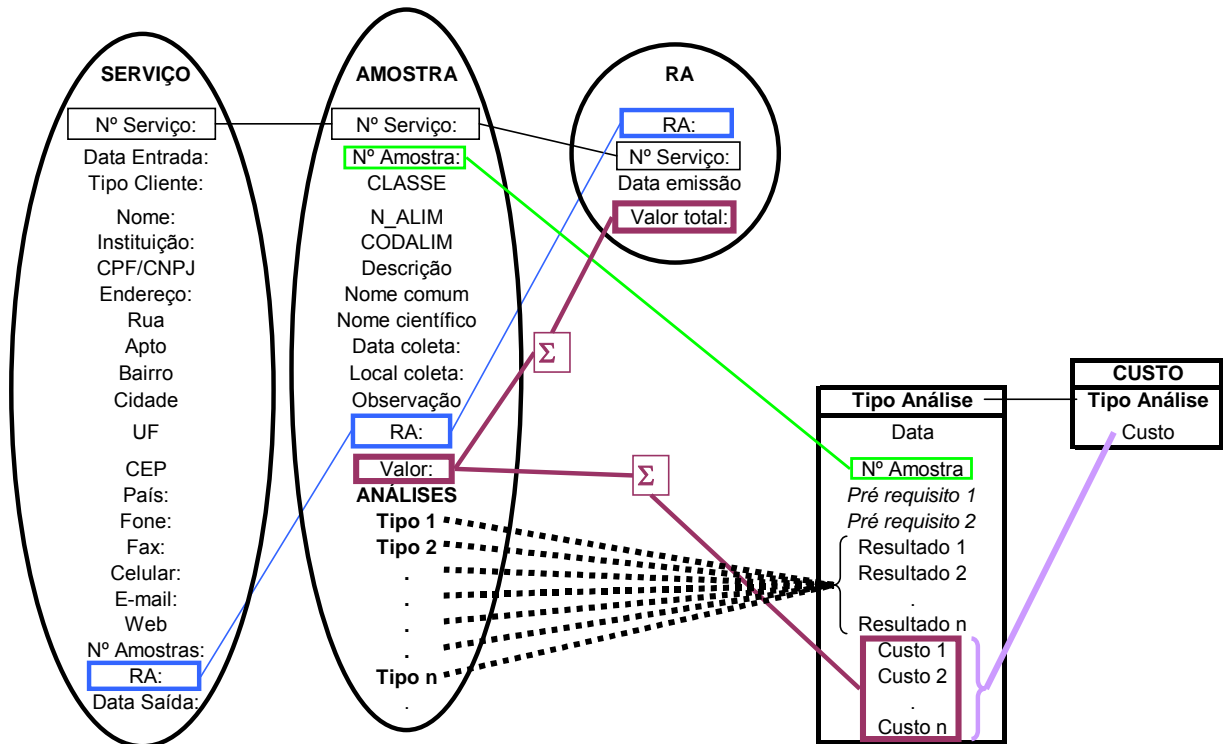 SERVIÇO
Nº Serviço:
Data Entrada:
Tipo Cliente:
Nome:
Instituição:
CPF/CNPJ
Endereço:
Rua
Apto
Bairro
Cidade
UF
CEP
País:
Fone:
Fax:
Celular:
E-mail:
Web
Nº Amostras:
RA:
Data Saída:
AMOSTRA
Nº Serviço:
Nº Amostra:
CLASSE
N_ALIM
CODALIM
Descrição
Nome comum
Nome científico
Data coleta:
Local coleta:
Observação
RA:
Valor:
ANÁLISES
Tipo 1
Tipo 2
.
.
.
.
Tipo n
.
RA
RA:
Nº Serviço:
Data emissão
Valor total:
Σ
Σ
Tipo Análise
Data
Nº Amostra
Pré requisito 1
Pré requisito 2
Resultado 1
Resultado 2
.
Resultado n
Custo 1
Custo 2
.
Custo n
CUSTO
Tipo Análise
Custo